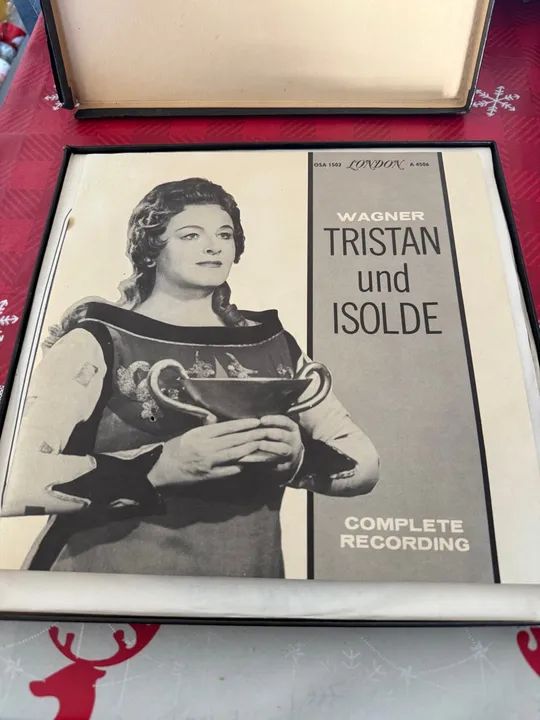 OSA 1502 LONDON A 4506
WAGNER
TRISTAN
und
ISOLDE
COMPLETE
RECORDING